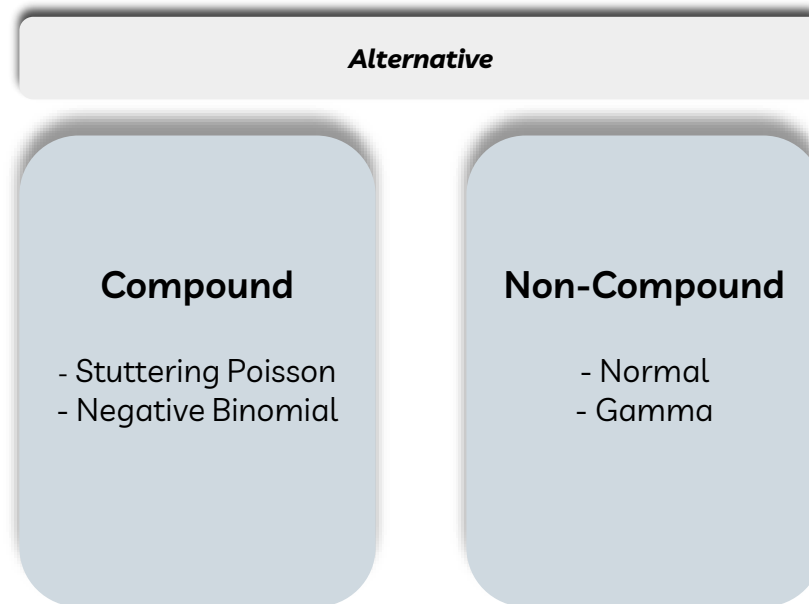 Alternative
Compound
- Stuttering Poisson
- Negative Binomial
Non-Compound
- Normal
- Gamma